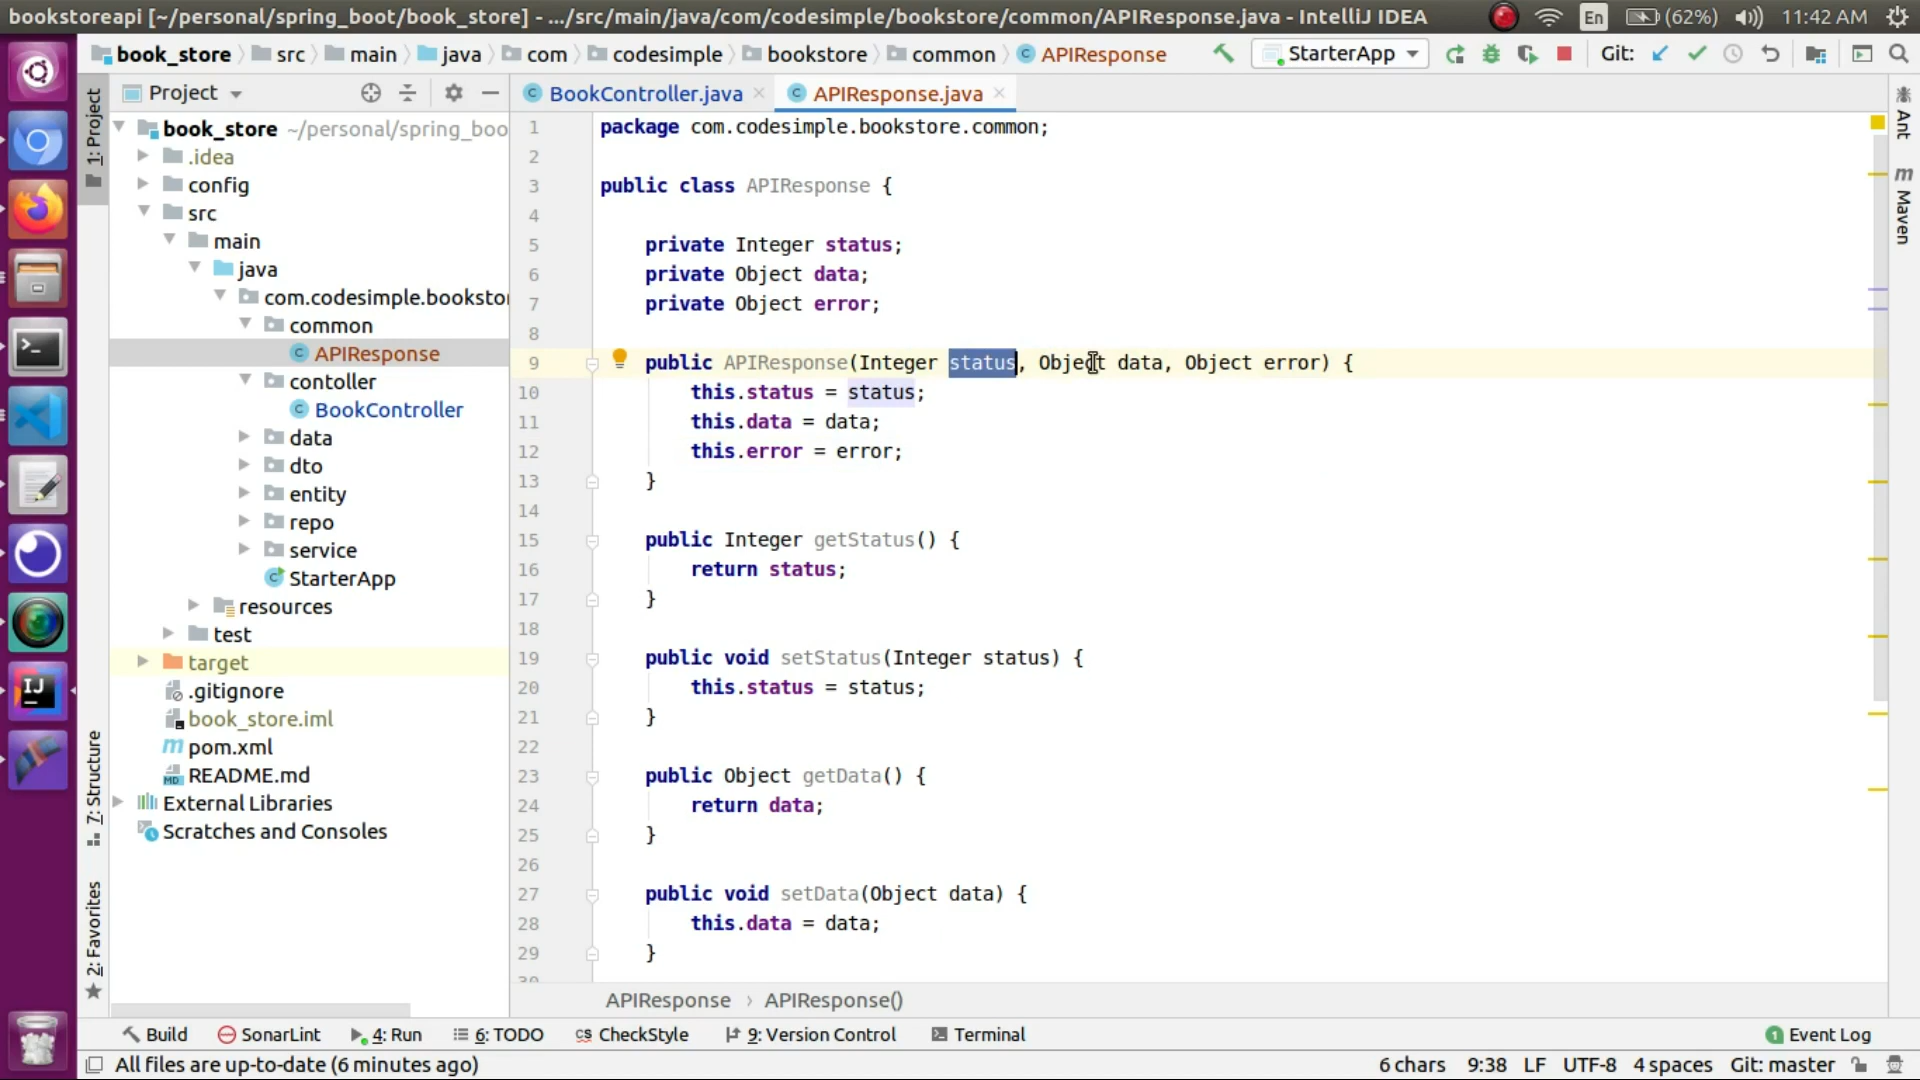 bookstoreapi [~/personal/spring_boot/book_store] - .../src/main/java/com/codesimple/bookstore/common/APIResponse.java - IntelliJ IDEA
En (62%) 11:42 AM
book_store src main java com codesimple bookstore common APIResponse StarterApp Git:
Project
BookController.java APIResponse.java
1: Project
7: Structure
2: Favorites
book_store ~/personal/spring_boo
.idea
config
src
main
java
com.codesimple.booksto
common
APIResponse
contoller
BookController
data
dto
entity
repo
service
StarterApp
resources
test
target
.gitignore
book_store.iml
pom.xml
README.md
External Libraries
Scratches and Consoles
1 package com.codesimple.bookstore.common;
2
3 public class APIResponse {
4
5 private Integer status;
6 private Object data;
7 private Object error;
8
9 public APIResponse(Integer status, Object data, Object error) {
10 this.status = status;
11 this.data = data;
12 this.error = error;
13 }
14
15 public Integer getStatus() {
16 return status;
17 }
18
19 public void setStatus(Integer status) {
20 this.status = status;
21 }
22
23 public Object getData() {
24 return data;
25 }
26
27 public void setData(Object data) {
28 this.data = data;
29 }
Ant
Maven
APIResponse › APIResponse()
Build SonarLint 4: Run 6: TODO CheckStyle 9: Version Control Terminal 1 Event Log
All files are up-to-date (6 minutes ago) 6 chars 9:38 LF UTF-8 4 spaces Git: master